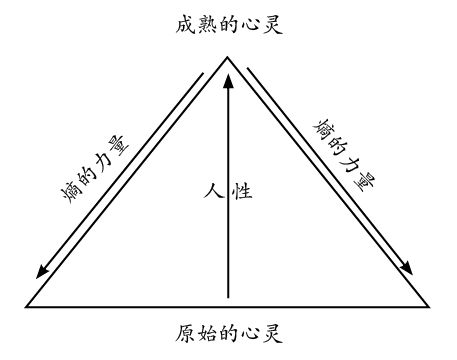 成熟的心灵
熵的力量
熵的力量
人性
原始的心灵